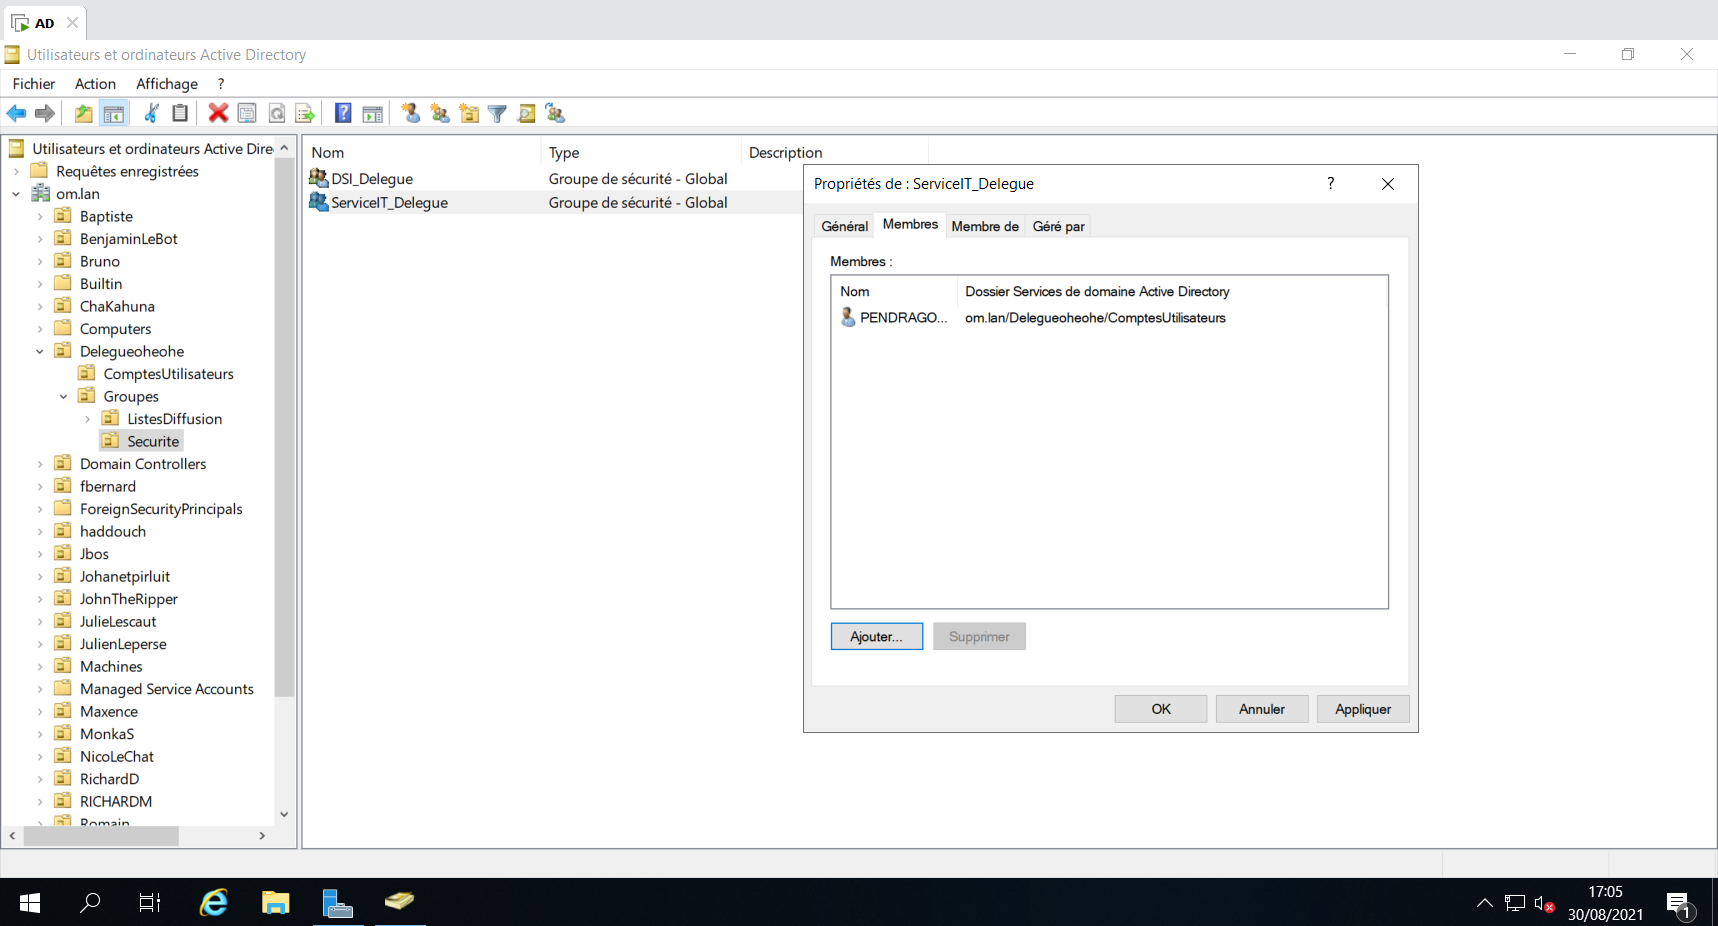 AD
Utilisateurs et ordinateurs Active Directory
Fichier Action Affichage ?
Utilisateurs et ordinateurs Active Dire
Requêtes enregistrées
om.lan
Baptiste
BenjaminLeBot
Bruno
Builtin
ChaKahuna
Computers
Delegueoheohe
ComptesUtilisateurs
Groupes
ListesDiffusion
Securite
Domain Controllers
fbernard
ForeignSecurityPrincipals
haddouch
Jbos
Johanetpirluit
JohnTheRipper
JulieLescaut
JulienLeperse
Machines
Managed Service Accounts
Maxence
MonkaS
NicoLeChat
RichardD
RICHARDM
Romain
Nom Type Description
DSI_Delegue Groupe de sécurité - Global
ServiceIT_Delegue Groupe de sécurité - Global
Propriétés de : ServiceIT_Delegue ?
Général Membres Membre de Géré par
Membres :
Nom Dossier Services de domaine Active Directory
PENDRAGO... om.lan/Delegueoheohe/ComptesUtilisateurs
Ajouter... Supprimer
OK Annuler Appliquer
17:05
30/08/2021
1